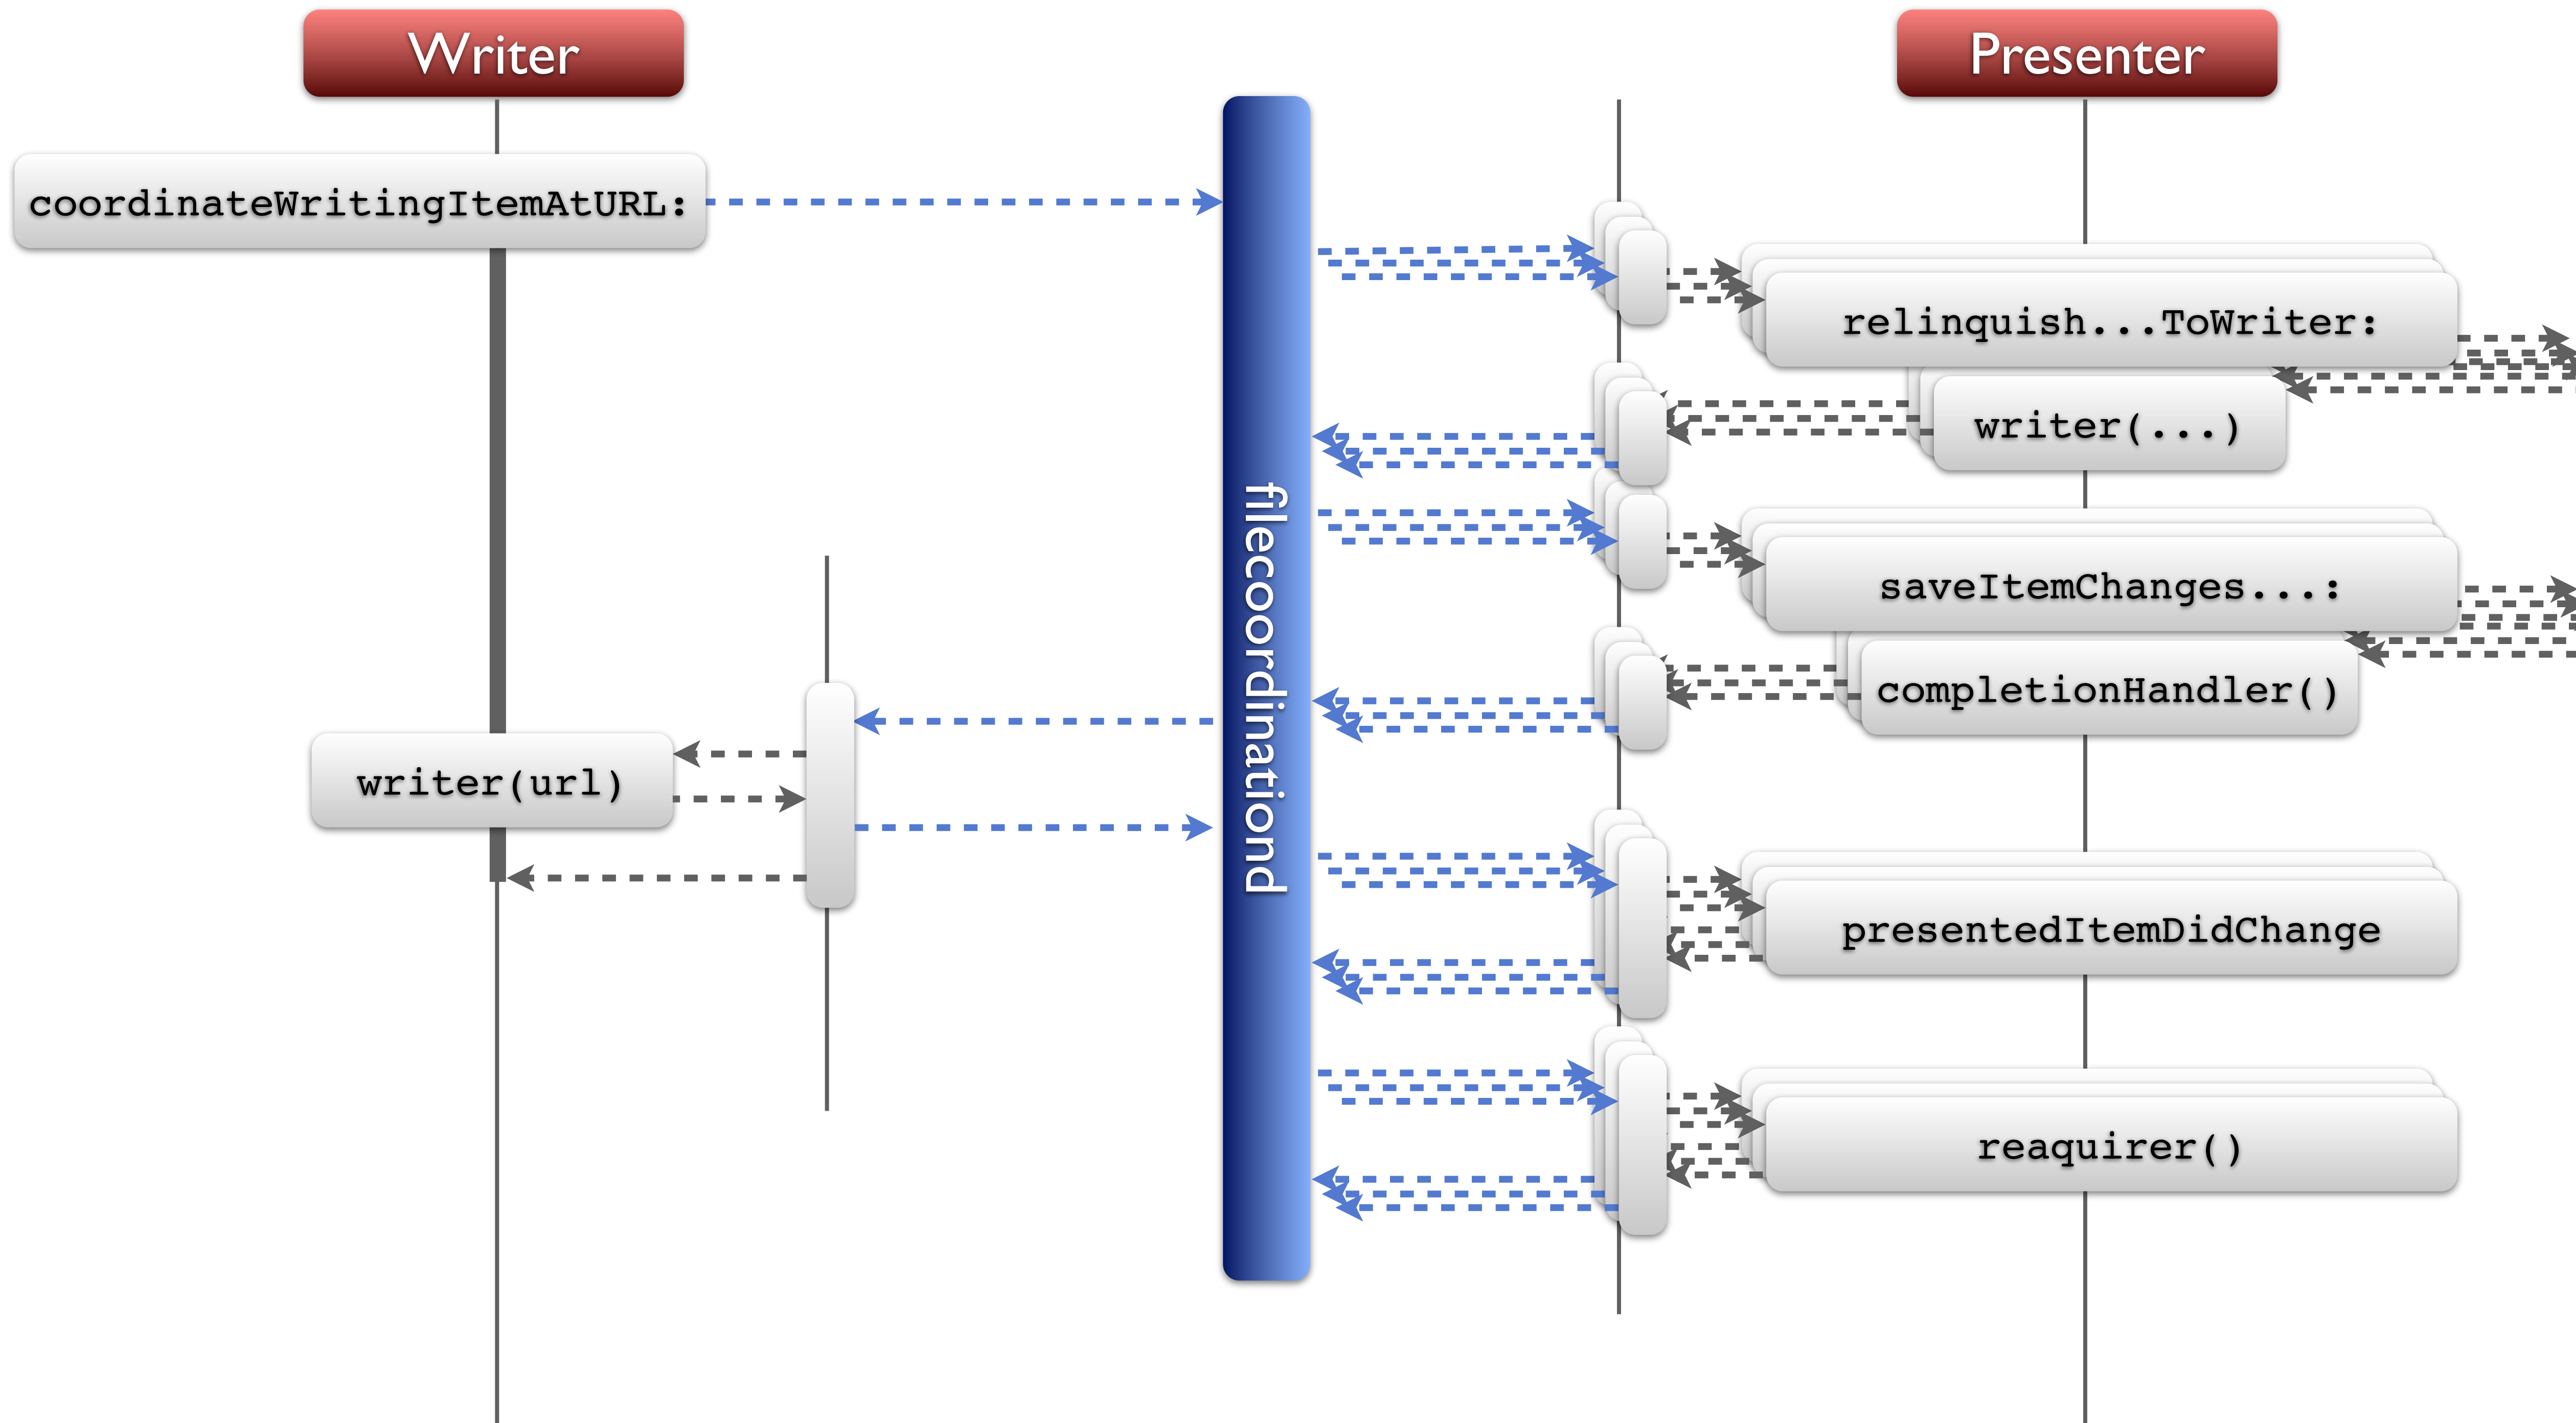 Writer
Presenter
coordinateWritingItemAtURL:
relinquish...ToWriter:
writer(...)
filecoordinationd
saveItemChanges...:
completionHandler()
writer(url)
presentedItemDidChange
reaquirer()